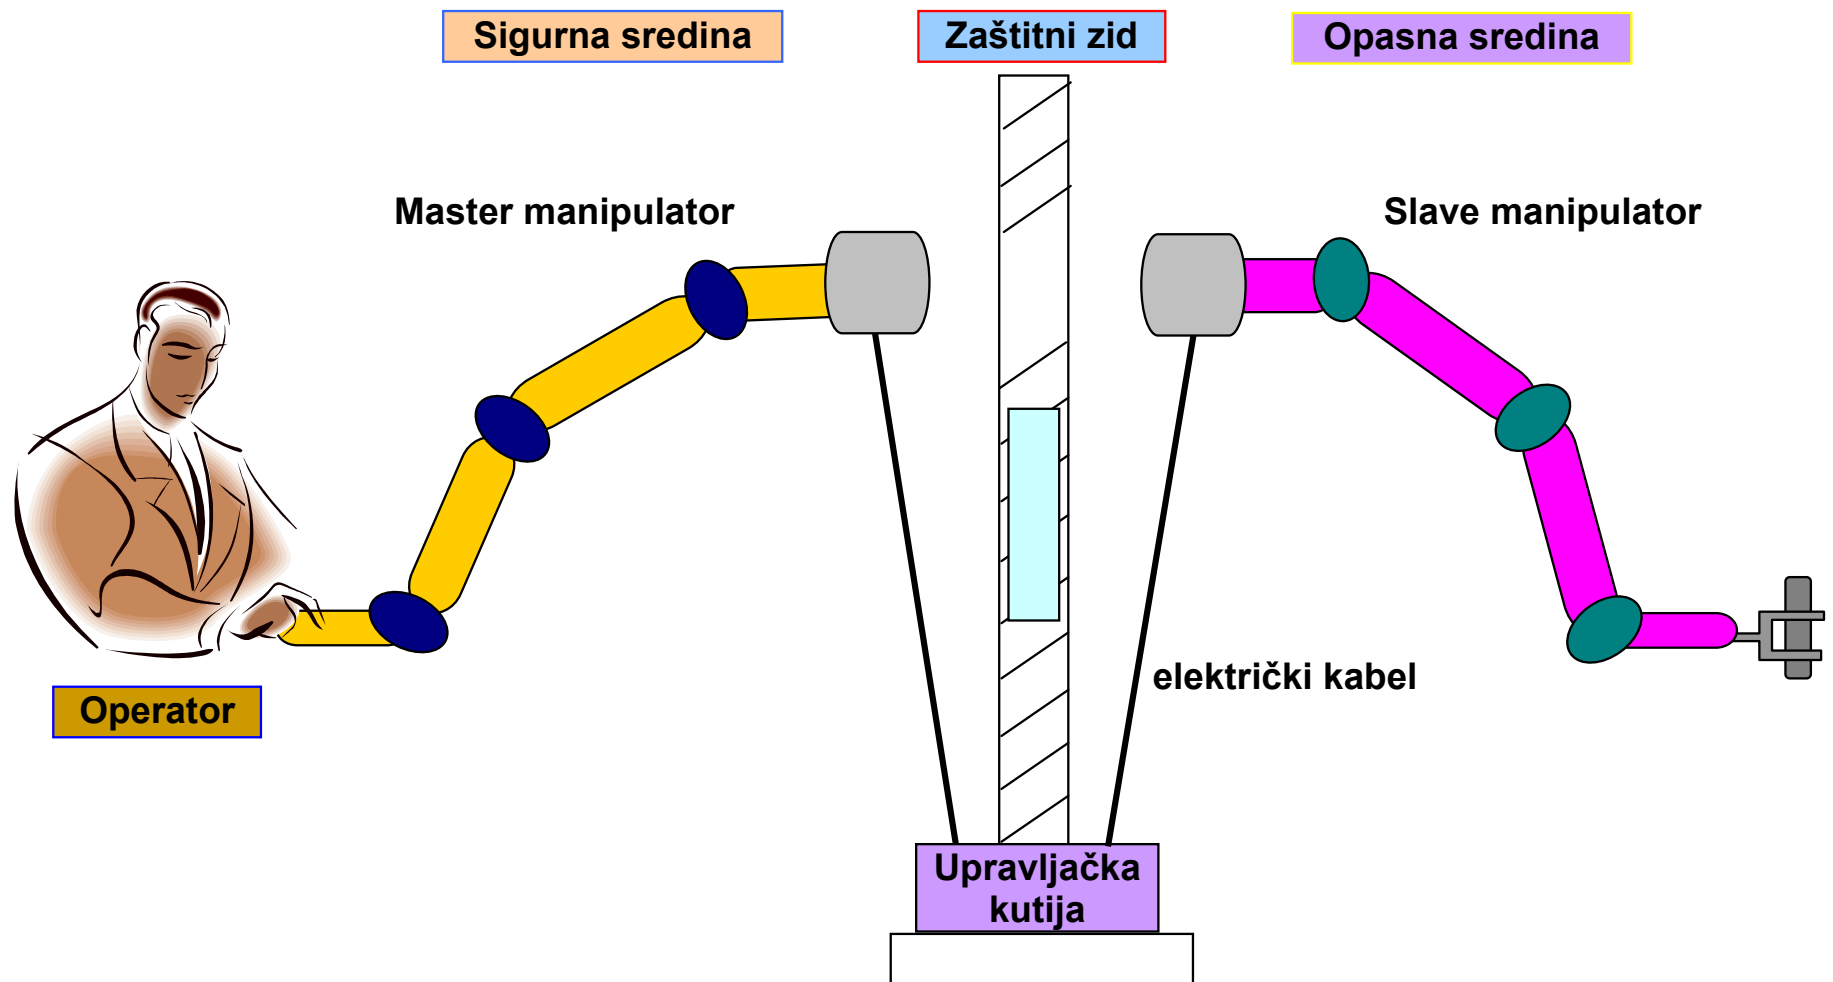 Sigurna sredina
Zaštitni zid
Opasna sredina
Master manipulator
Slave manipulator
električki kabel
Operator
Upravljačka
kutija